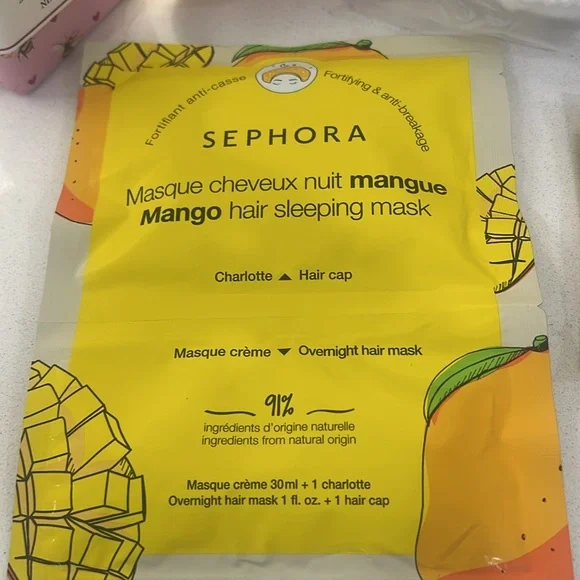 Fortifiant anti-casse
Fortifying & anti-breakage
SEPHORA
Masque cheveux nuit mangue
Mango hair sleeping mask
Charlotte ▲ Hair cap
Masque crème ▼ Overnight hair mask
91%
ingrédients d'origine naturelle
ingredients from natural origin
Masque crème 30ml + 1 charlotte
Overnight hair mask 1 fl. oz. + 1 hair cap